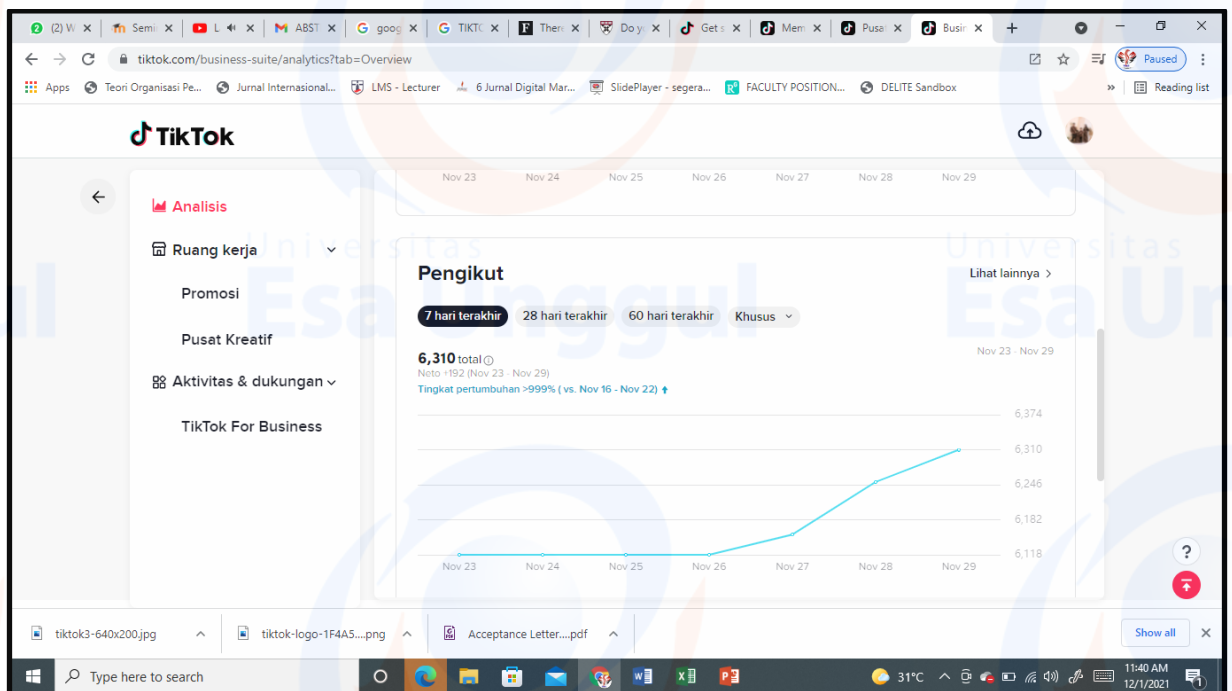 (2) W
Semi
L
ABST
goog
TIKTC
Ther
Do y
Get s
Mem
Pusa
Busir
tiktok.com/business-suite/analytics?tab=Overview
Paused
Apps
Teori Organisasi Pe...
Jurnal Internasional...
LMS - Lecturer
6 Jurnal Digital Mar...
SlidePlayer - segera...
FACULTY POSITION...
DELITE Sandbox
»
Reading list
TikTok
Nov 23 Nov 24 Nov 25 Nov 26 Nov 27 Nov 28 Nov 29
Analisis
Ruang kerja
Promosi
Pusat Kreatif
Aktivitas & dukungan
TikTok For Business
Pengikut
Lihat lainnya >
7 hari terakhir
28 hari terakhir
60 hari terakhir
Khusus
6,310 total
Nov 23 - Nov 29
Neto +192 (Nov 23 - Nov 29)
Tingkat pertumbuhan >999% ( vs. Nov 16 - Nov 22)
6,374
6,310
6,246
6,182
6,118
Nov 23 Nov 24 Nov 25 Nov 26 Nov 27 Nov 28 Nov 29
?
Universitas
Esa Unggul
Universitas
Esa Un
ul
tiktok3-640x200.jpg
tiktok-logo-1F4A5....png
Acceptance Letter....pdf
Show all
Type here to search
31°C
11:40 AM
12/1/2021